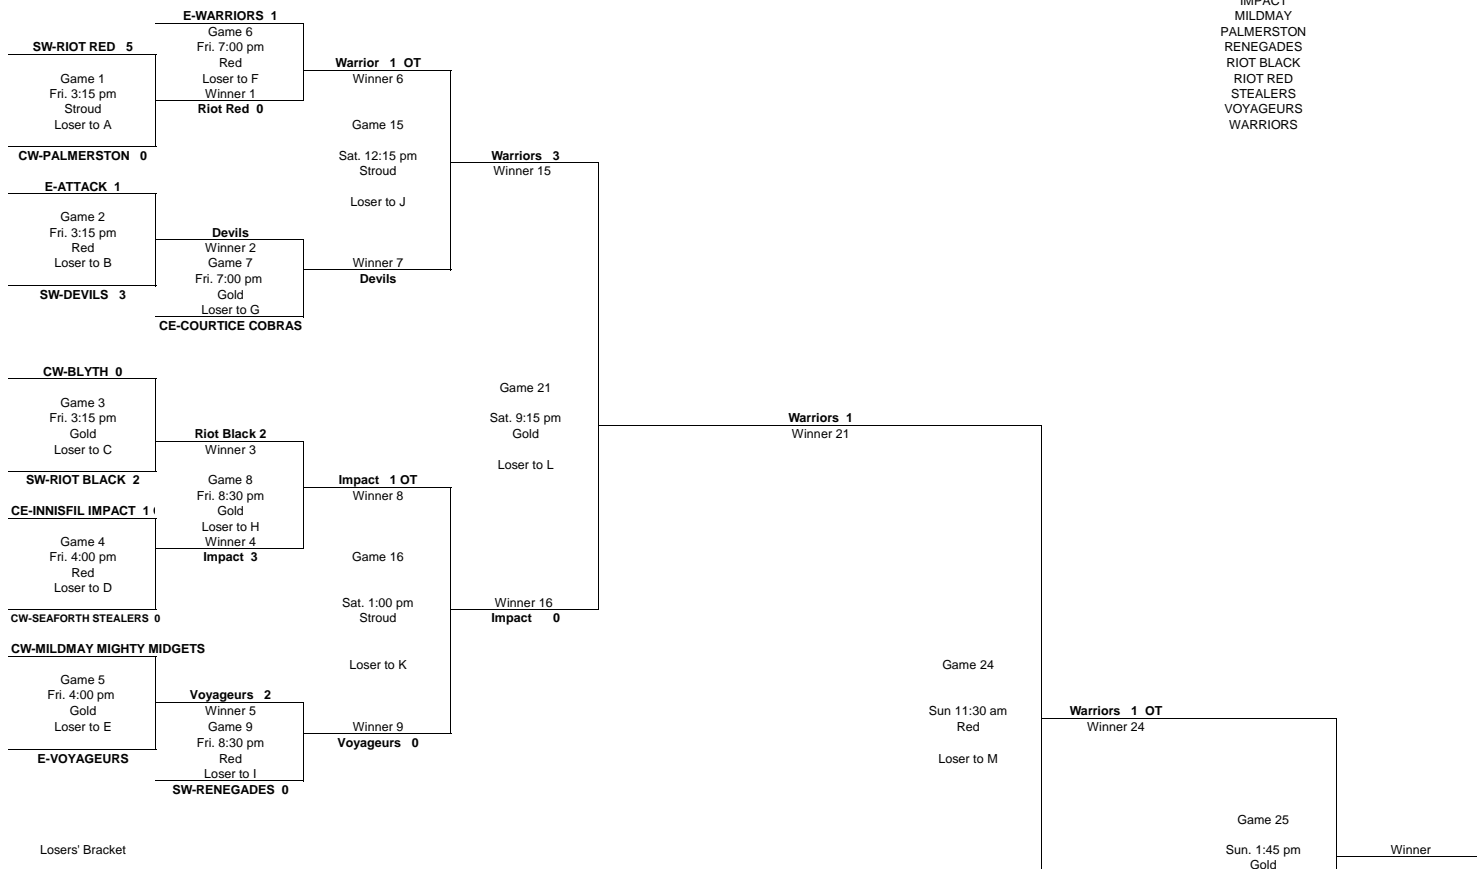 IMPACT
MILDMAY
PALMERSTON
RENEGADES
RIOT BLACK
RIOT RED
STEALERS
VOYAGEURS
WARRIORS
SW-RIOT RED 5
Game 1
Fri. 3:15 pm
Stroud
Loser to A
CW-PALMERSTON 0
E-ATTACK 1
Game 2
Fri. 3:15 pm
Red
Loser to B
SW-DEVILS 3
CW-BLYTH 0
Game 3
Fri. 3:15 pm
Gold
Loser to C
SW-RIOT BLACK 2
CE-INNISFIL IMPACT 1
Game 4
Fri. 4:00 pm
Red
Loser to D
CW-SEAFORTH STEALERS 0
CW-MILDMAY MIGHTY MIDGETS
Game 5
Fri. 4:00 pm
Gold
Loser to E
E-VOYAGEURS
E-WARRIORS 1
Game 6
Fri. 7:00 pm
Red
Loser to F
Winner 1
Riot Red 0
Devils
Winner 2
Game 7
Fri. 7:00 pm
Gold
Loser to G
CE-COURTICE COBRAS
Riot Black 2
Winner 3
Game 8
Fri. 8:30 pm
Gold
Loser to H
Winner 4
Impact 3
Voyageurs 2
Winner 5
Game 9
Fri. 8:30 pm
Red
Loser to I
SW-RENEGADES 0
Warrior 1 OT
Winner 6
Game 15
Sat. 12:15 pm
Stroud
Loser to J
Winner 7
Devils
Impact 1 OT
Winner 8
Game 16
Sat. 1:00 pm
Stroud
Loser to K
Winner 9
Voyageurs 0
Warriors 3
Winner 15
Game 21
Sat. 9:15 pm
Gold
Loser to L
Winner 16
Impact 0
Warriors 1
Winner 21
Game 24
Sun 11:30 am
Red
Loser to M
Warriors 1 OT
Winner 24
Game 25
Sun. 1:45 pm
Gold
Winner
Losers' Bracket